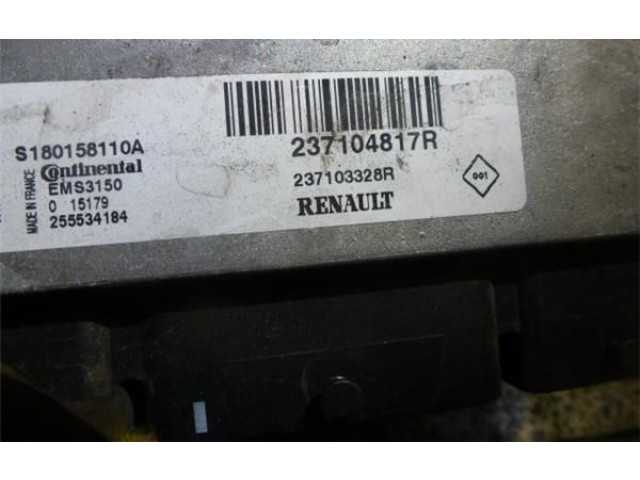 S180158110A
Continental
EMS3150
0 15179
255534184
MADE IN FRANCE
237104817R
237103328R
RENAULT
001